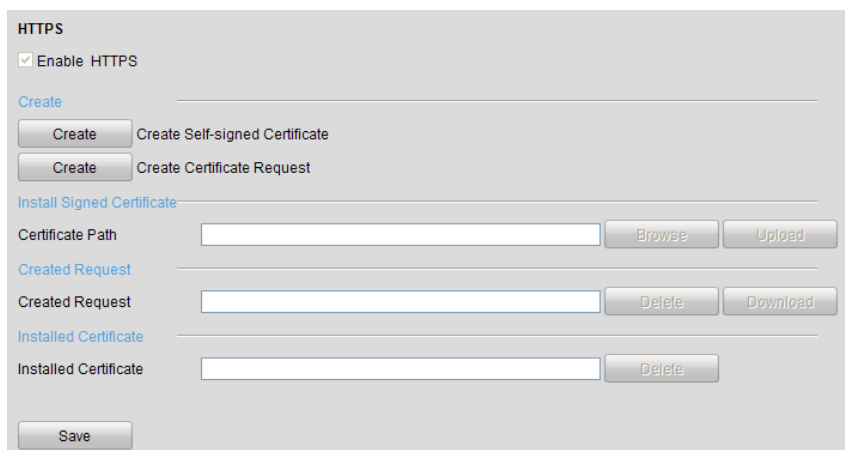 HTTPS
Enable HTTPS
Create
Create Create Self-signed Certificate
Create Create Certificate Request
Install Signed Certificate
Certificate Path Browse Upload
Created Request
Created Request Delete Download
Installed Certificate
Installed Certificate Delete
Save